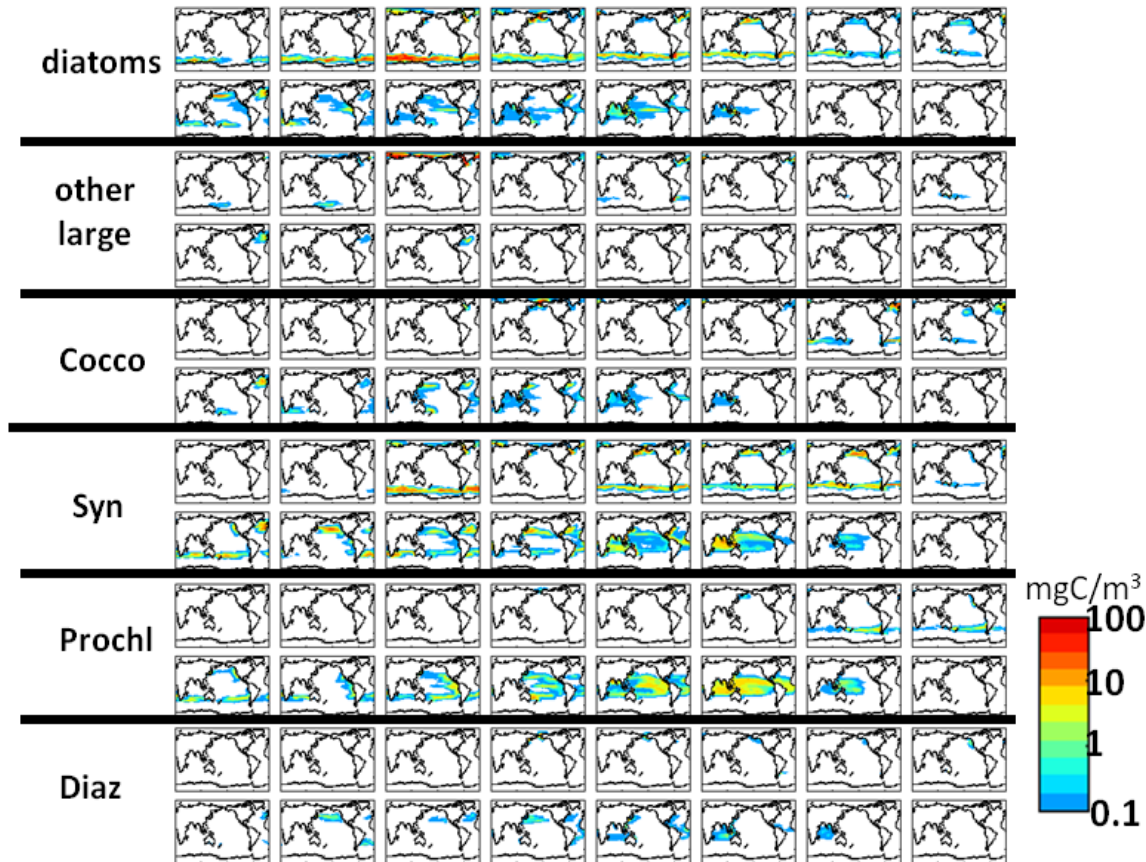 diatoms
other
large
Cocco
Syn
Prochl
Diaz
mgC/m³
100
10
1
0.1